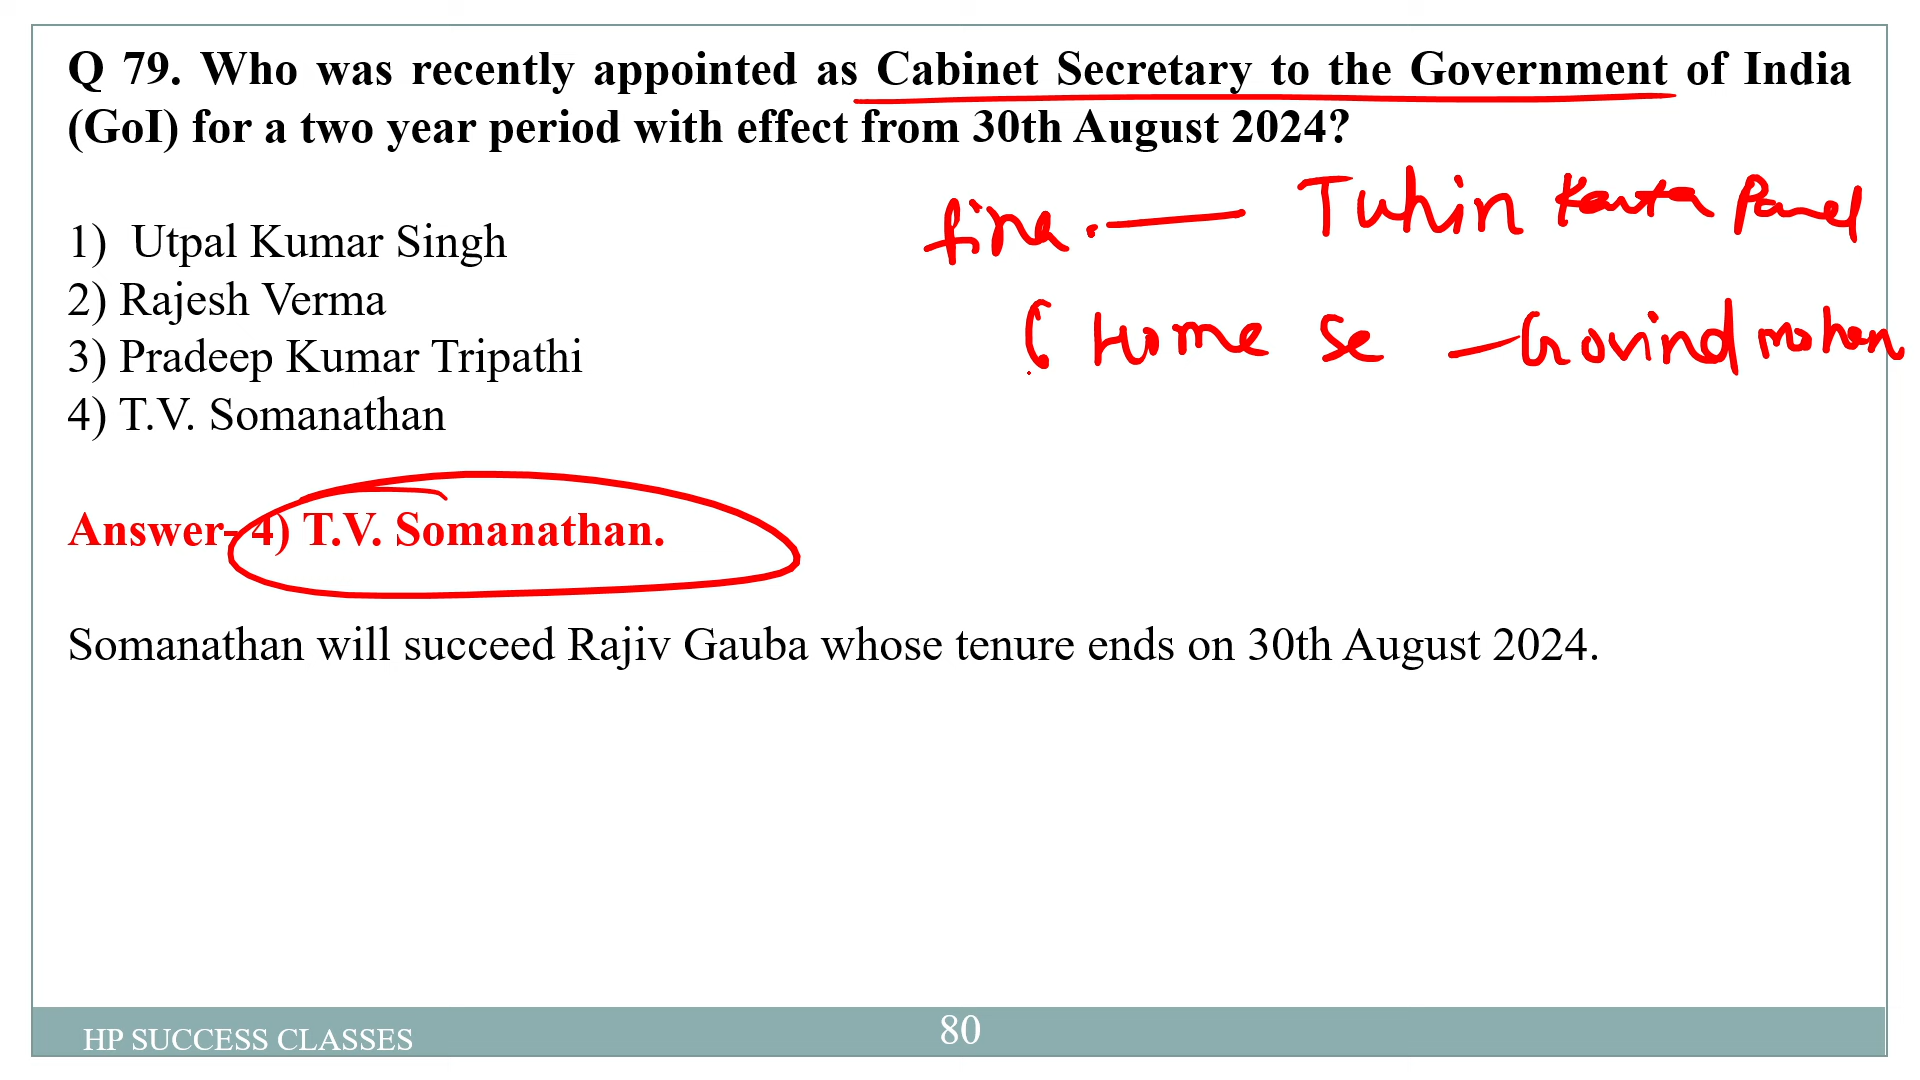 Q 79. Who was recently appointed as Cabinet Secretary to the Government of India
(GoI) for a two year period with effect from 30th August 2024?
fina. — Tuhin Kanta Pandey
1) Utpal Kumar Singh
2) Rajesh Verma
( Home Se — Govind mohan
3) Pradeep Kumar Tripathi
4) T.V. Somanathan
Answer- 4) T.V. Somanathan.
Somanathan will succeed Rajiv Gauba whose tenure ends on 30th August 2024.
HP SUCCESS CLASSES
80